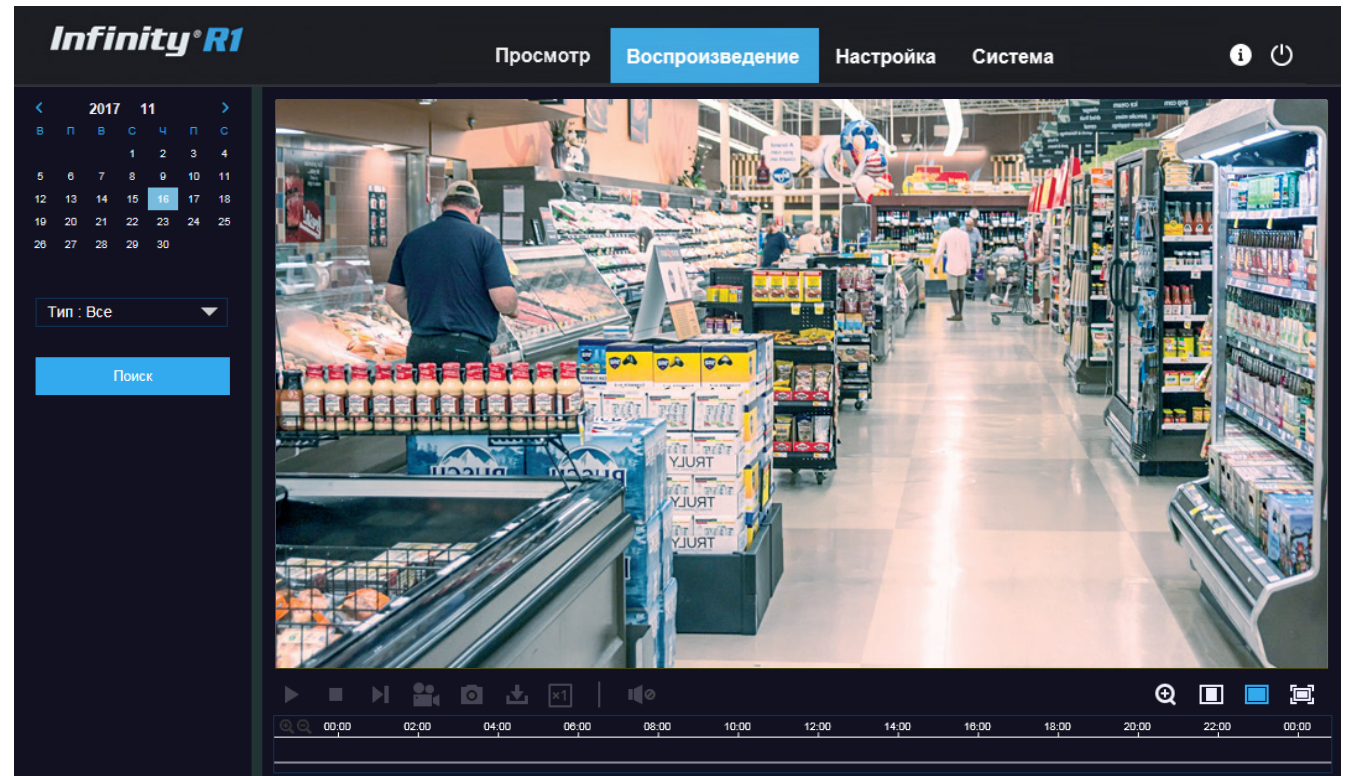 Infinity® R1
Просмотр Воспроизведение Настройка Система
2017 11
В П В С Ч П С
1 2 3 4
5 6 7 8 9 10 11
12 13 14 15 16 17 18
19 20 21 22 23 24 25
26 27 28 29 30
Тип : Все
Поиск
BUSCH
TRULY
TRULY
TRULY
×1
00:00 02:00 04:00 06:00 08:00 10:00 12:00 14:00 16:00 18:00 20:00 22:00 00:00